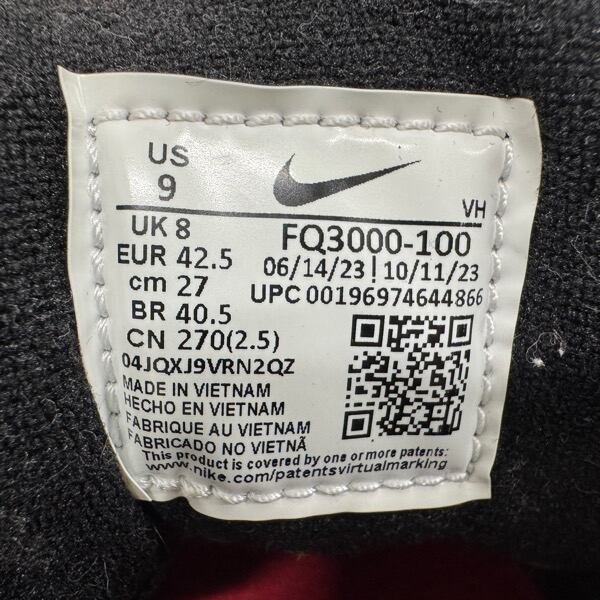 US
9
VH
UK 8
EUR 42.5
cm 27
BR 40.5
CN 270(2.5)
FQ3000-100
06/14/23 | 10/11/23
UPC 00196974644866
04JQXJ9VRN2QZ
MADE IN VIETNAM
HECHO EN VIETNAM
FABRIQUE AU VIETNAM
FABRICADO NO VIETNÃ
This product is covered by one or more patents:
www.nike.com/patentsvirtualmarking